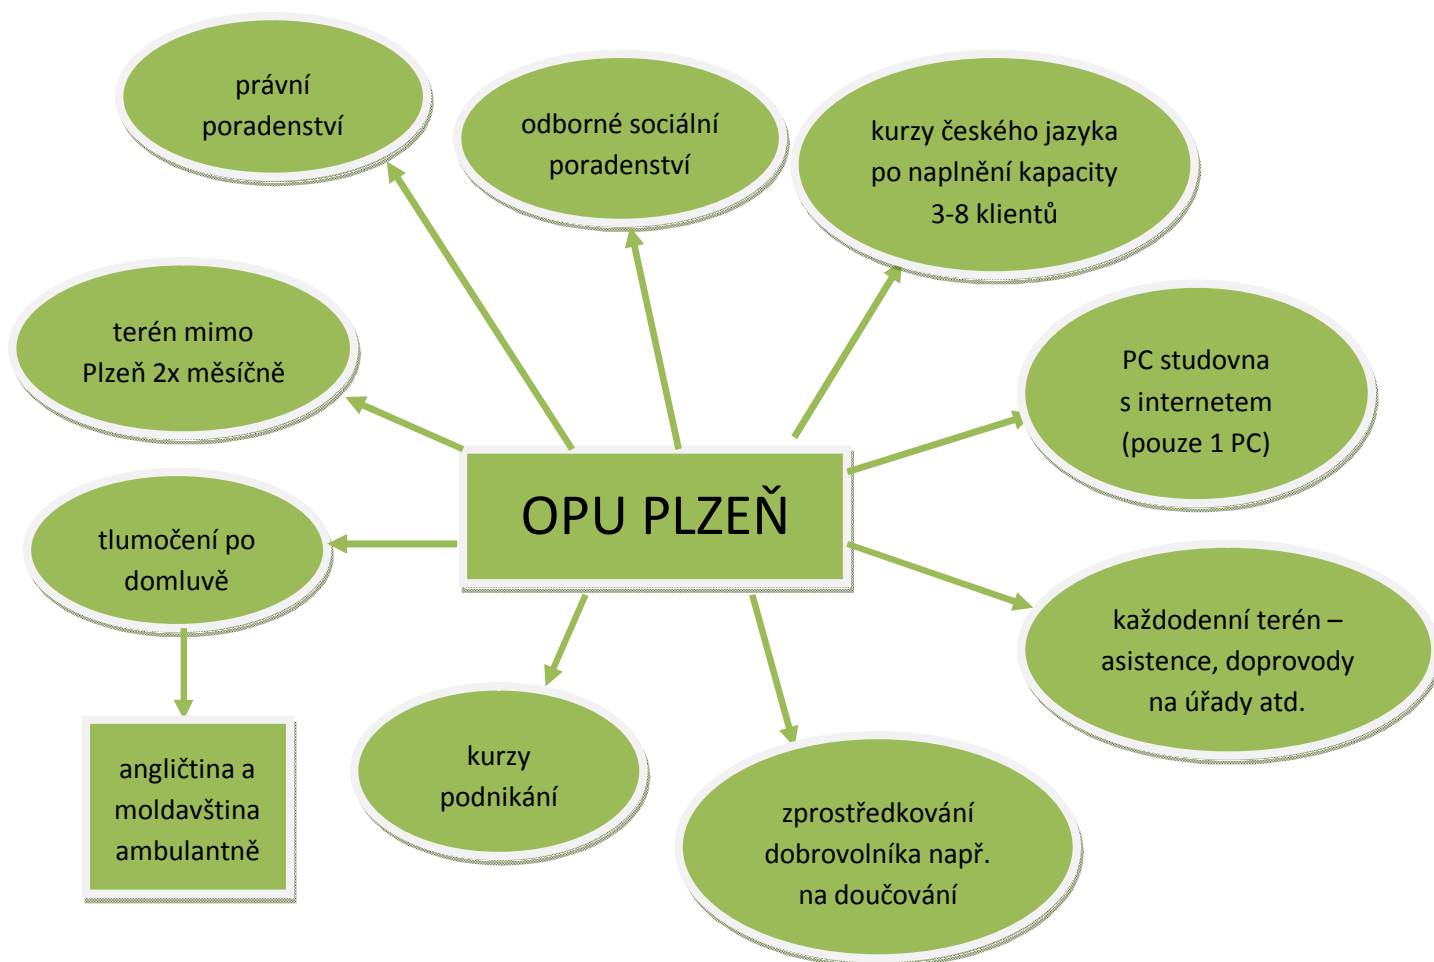 právní
poradenství
odborné sociální
poradenství
kurzy českého jazyka
po naplnění kapacity
3-8 klientů
terén mimo
Plzeň 2x měsíčně
PC studovna
s internetem
(pouze 1 PC)
OPU PLZEŇ
tlumočení po
domluvě
každodenní terén –
asistence, doprovody
na úřady atd.
angličtina a
moldavština
ambulantně
kurzy
podnikání
zprostředkování
dobrovolníka např.
na doučování